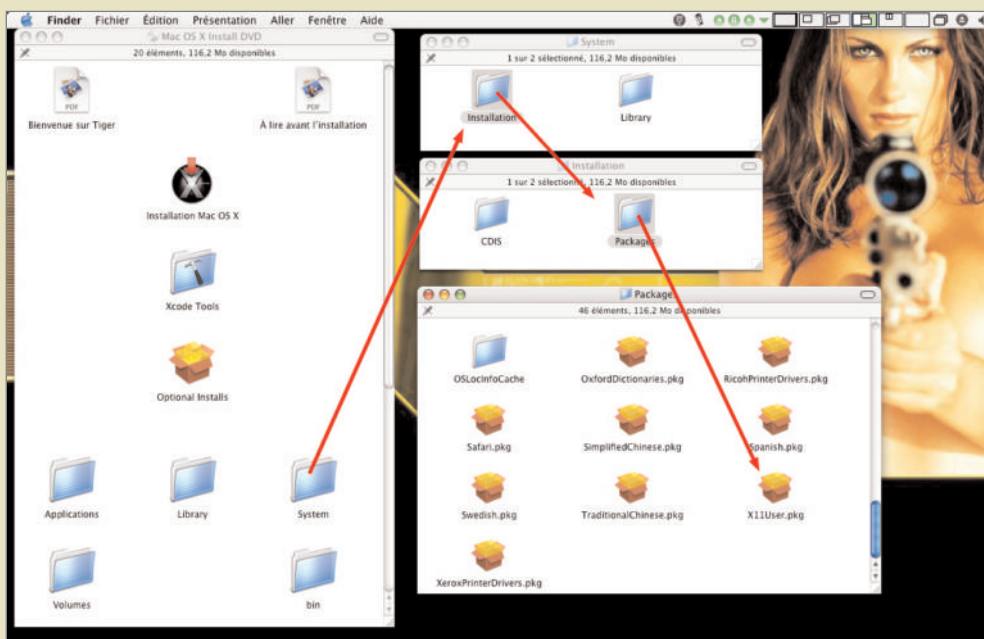 Finder Fichier Édition Présentation Aller Fenêtre Aide
Mac OS X Install DVD
20 éléments, 116,2 Mo disponibles
PDF
Bienvenue sur Tiger
PDF
À lire avant l'installation
Installation Mac OS X
Xcode Tools
Optional Installs
Applications
Library
System
Volumes
bin
System
1 sur 2 sélectionné, 116,2 Mo disponibles
Installation
Library
Installation
1 sur 2 sélectionné, 116,2 Mo disponibles
CDIS
Packages
Packages
46 éléments, 116,2 Mo disponibles
OSLocInfoCache
OxfordDictionaries.pkg
RicohPrinterDrivers.pkg
Safari.pkg
SimplifiedChinese.pkg
Spanish.pkg
Swedish.pkg
TraditionalChinese.pkg
X11User.pkg
XeroxPrinterDrivers.pkg